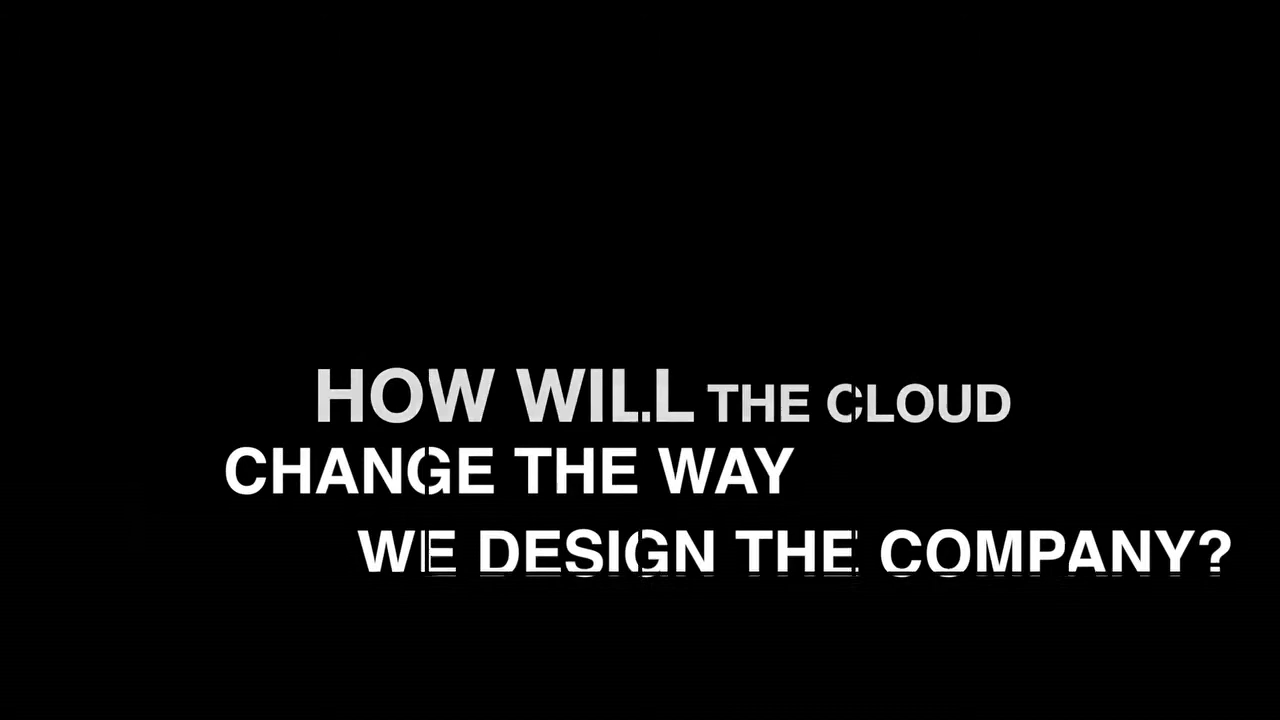 HOW WILL THE CLOUD
CHANGE THE WAY
WE DESIGN THE COMPANY?